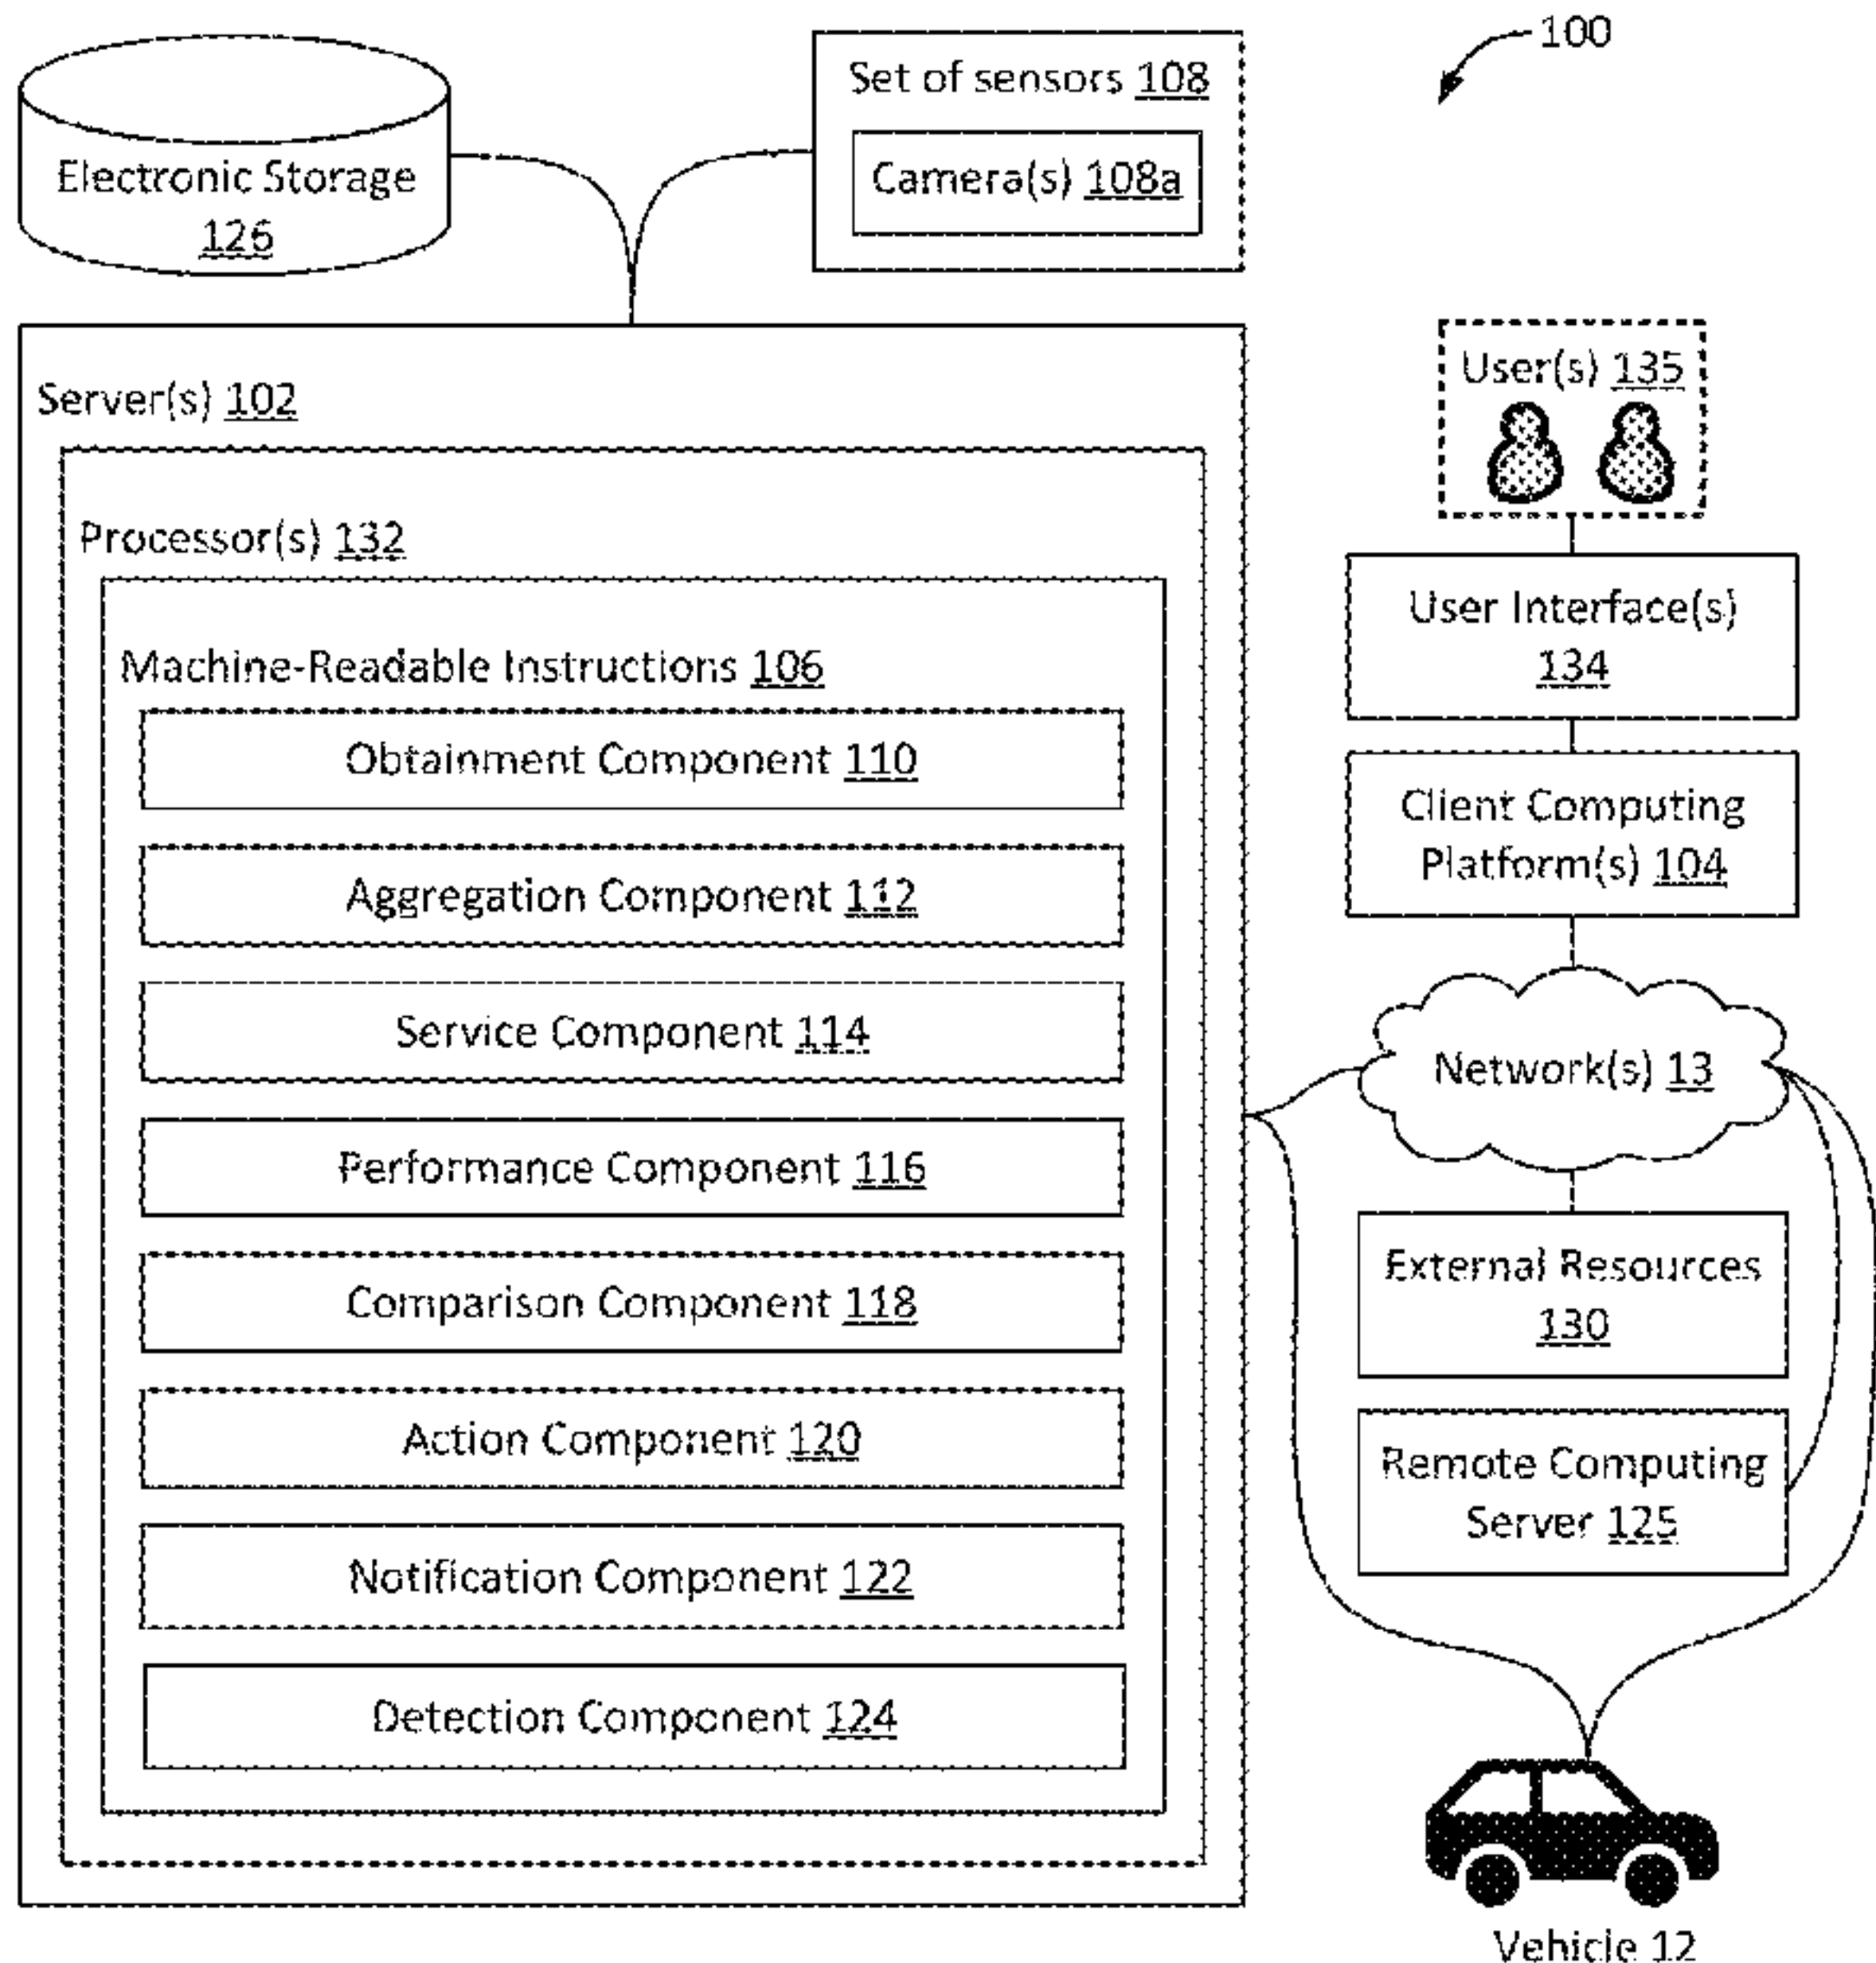 100
Electronic Storage
126
Set of sensors 108
Camera(s) 108a
Server(s) 102
Processor(s) 132
Machine-Readable Instructions 106
Obtainment Component 110
Aggregation Component 112
Service Component 114
Performance Component 116
Comparison Component 118
Action Component 120
Notification Component 122
Detection Component 124
User(s) 135
User Interface(s)
134
Client Computing
Platform(s) 104
Network(s) 13
External Resources
130
Remote Computing
Server 125
Vehicle 12